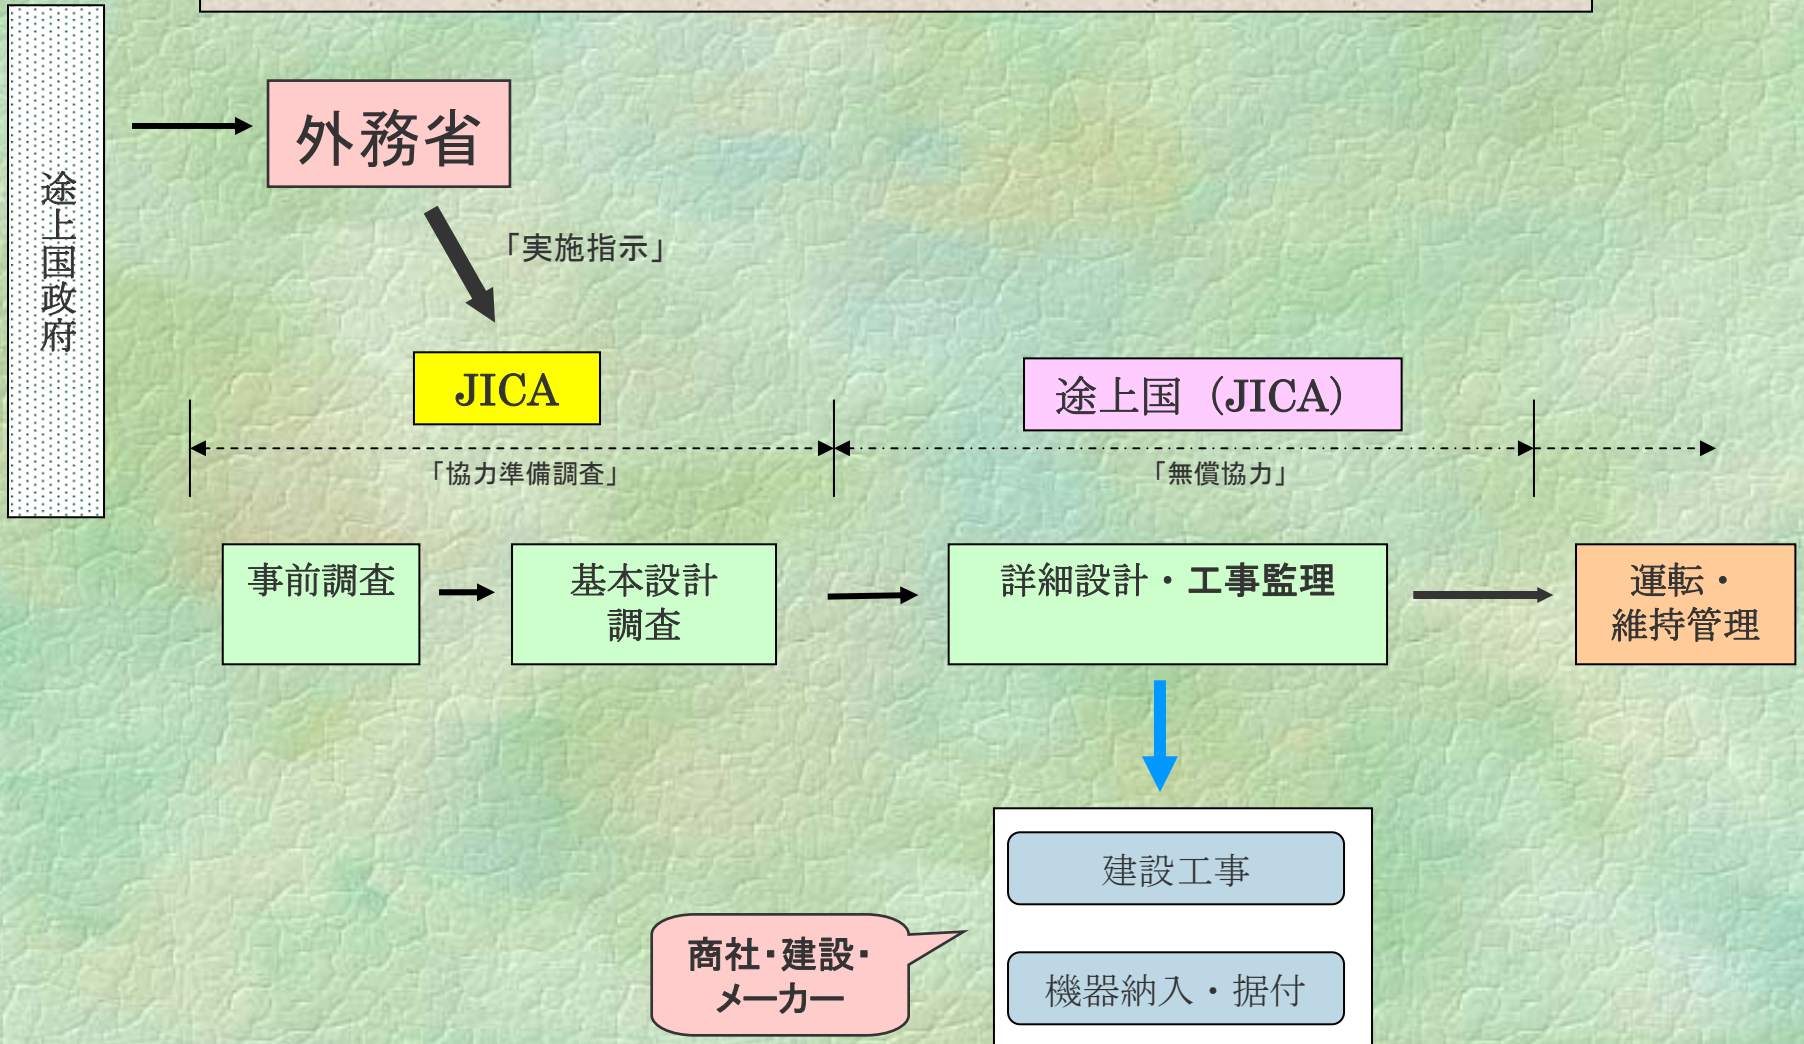 途上国政府
外務省
「実施指示」
JICA
途上国（JICA）
「協力準備調査」
「無償協力」
事前調査
基本設計
調査
詳細設計・工事監理
運転・
維持管理
建設工事
商社・建設・
メーカー
機器納入・据付